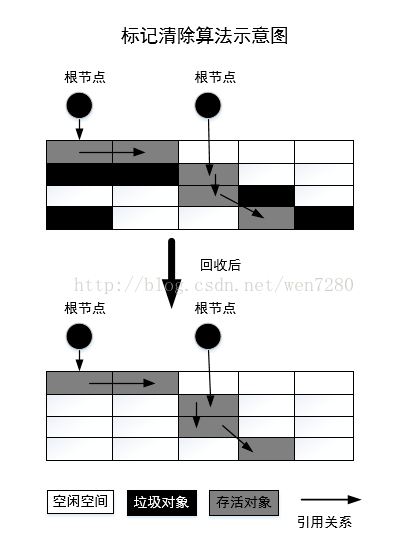 标记清除算法示意图
根节点 根节点
回收后
http://blog.csdn.net/wen7280
根节点 根节点
空闲空间 垃圾对象 存活对象
引用关系